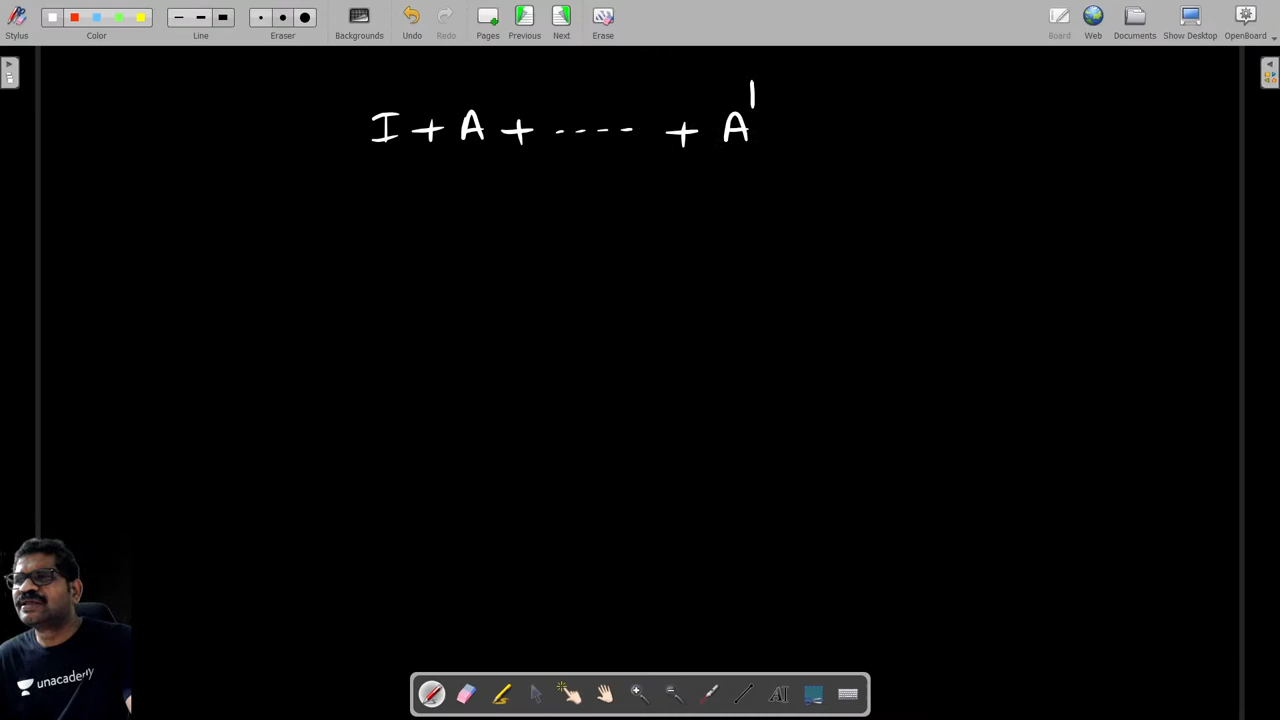 Stylus
Color
Line
Eraser
Backgrounds
Undo
Redo
Pages
Previous
Next
Erase
Board
Web
Documents
Show Desktop
OpenBoard
I + A + ---- + A^1
unacademy
AI